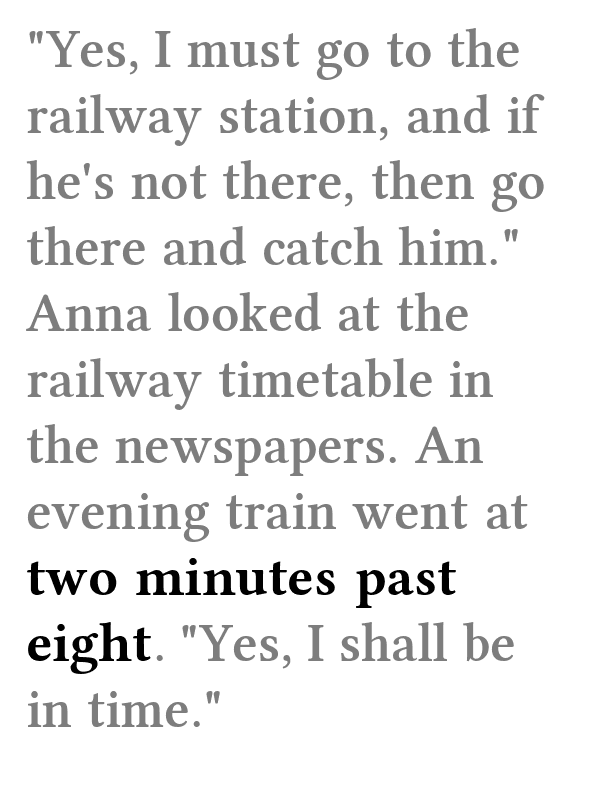 "Yes, I must go to the
railway station, and if
he's not there, then go
there and catch him."
Anna looked at the
railway timetable in
the newspapers. An
evening train went at
two minutes past
eight. "Yes, I shall be
in time."